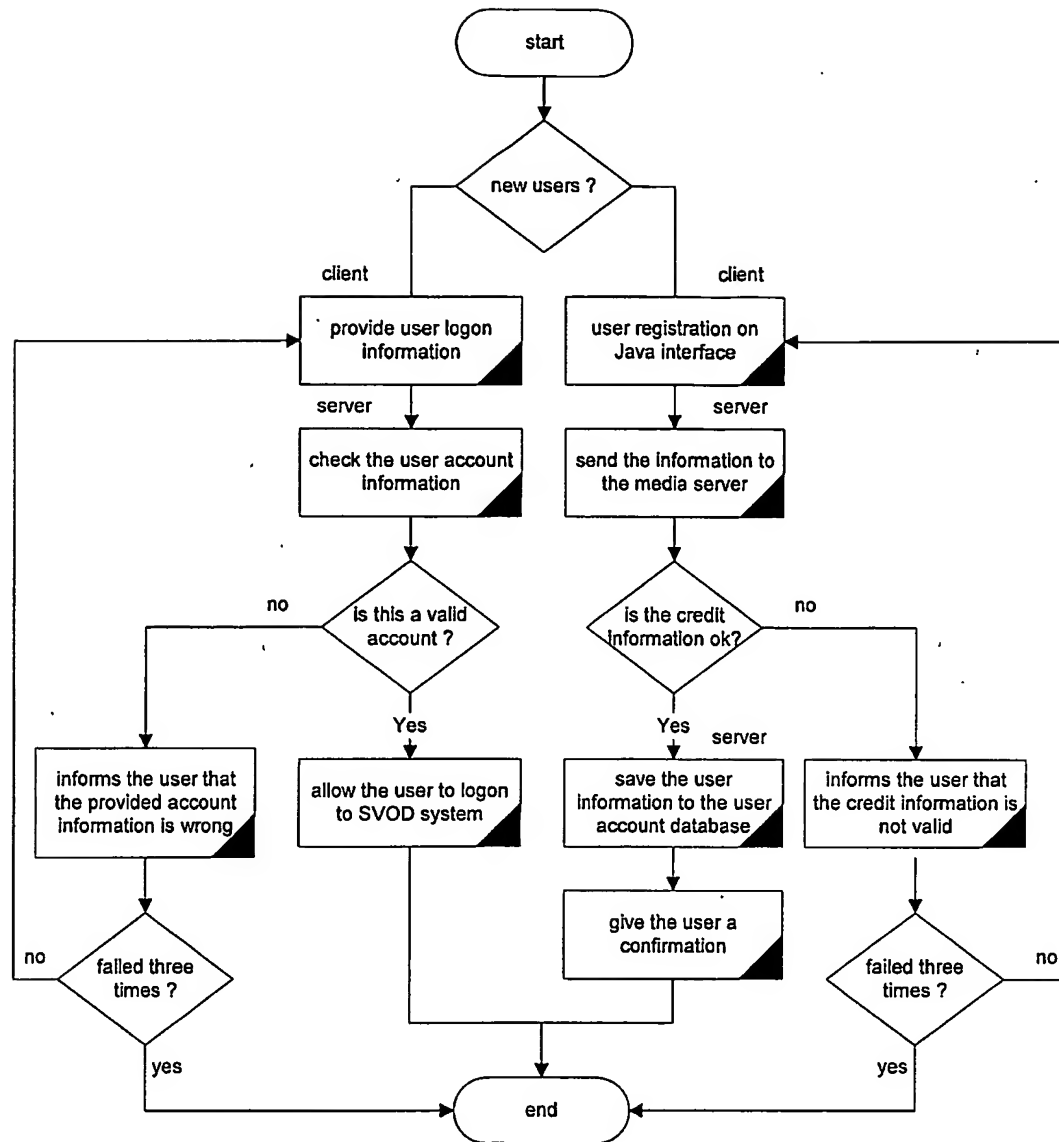 start
new users ?
client
client
provide user logon
information
user registration on
Java interface
server
server
check the user account
information
send the information to
the media server
no
is this a valid
account ?
is the credit
information ok?
no
Yes
Yes
server
informs the user that
the provided account
information is wrong
allow the user to logon
to SVOD system
save the user
information to the user
account database
informs the user that
the credit information is
not valid
give the user a
confirmation
no
failed three
times ?
failed three
times ?
no
yes
yes
end